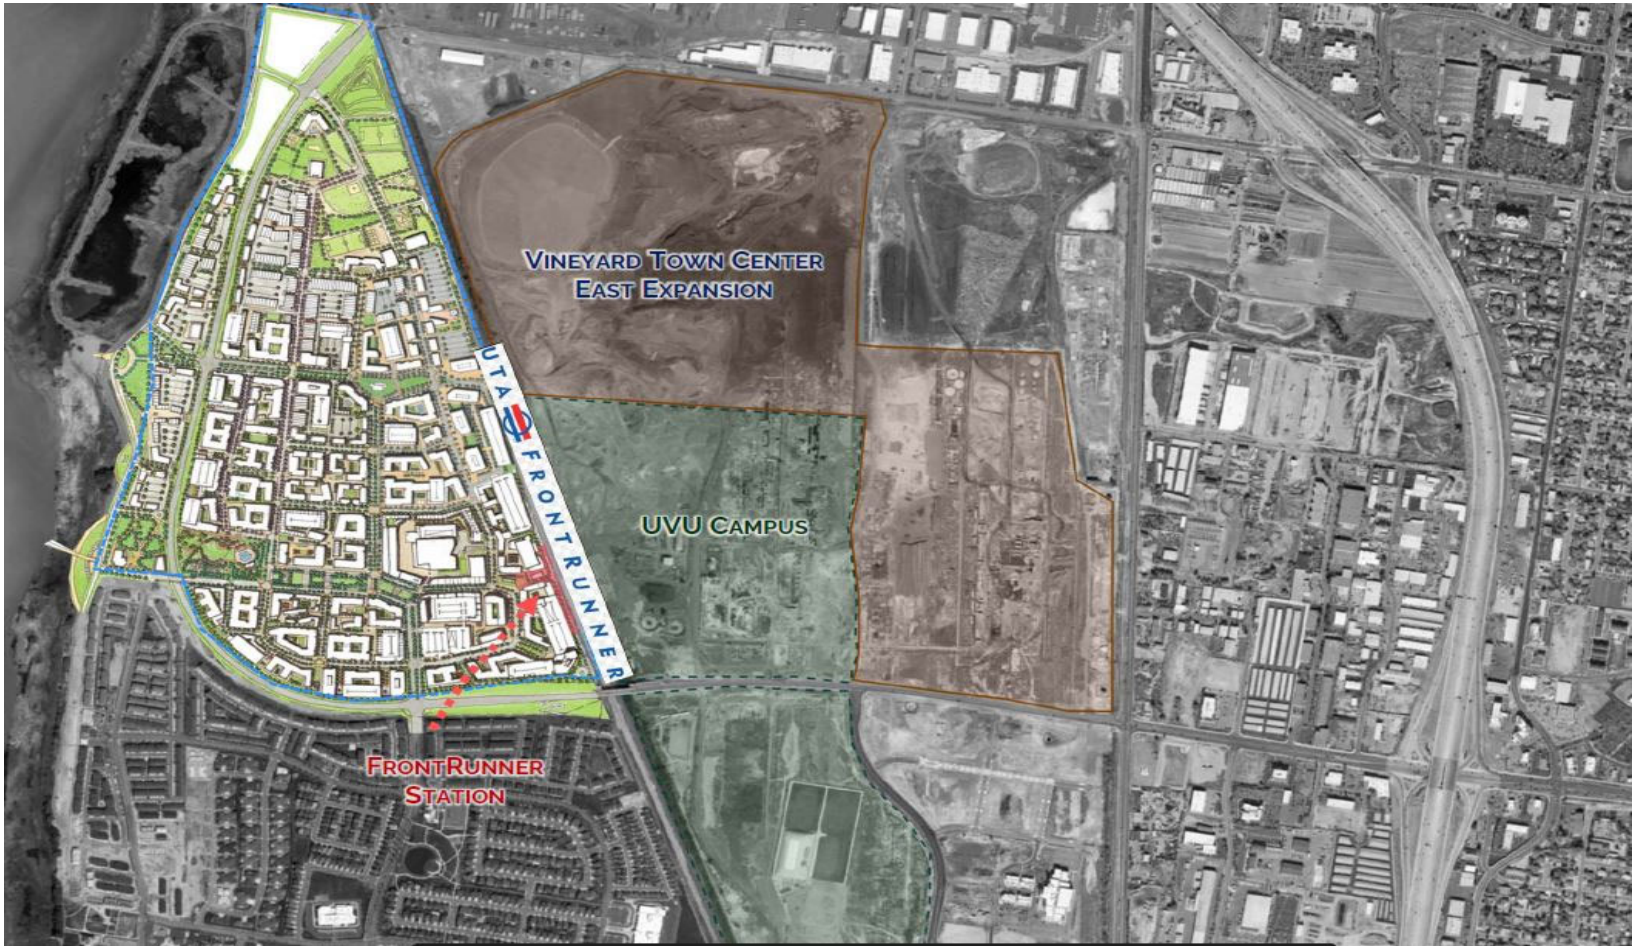 VINEYARD TOWN CENTER
EAST EXPANSION
UTA FRONTRUNNER
UVU CAMPUS
FRONTRUNNER
STATION